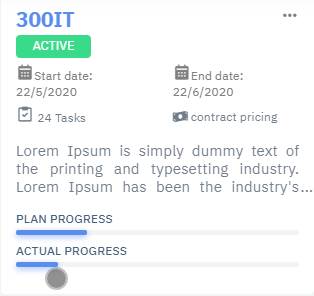 300IT
ACTIVE
Start date: End date:
22/5/2020 22/6/2020
24 Tasks contract pricing
Lorem Ipsum is simply dummy text of
the printing and typesetting industry.
Lorem Ipsum has been the industry's...
PLAN PROGRESS
ACTUAL PROGRESS